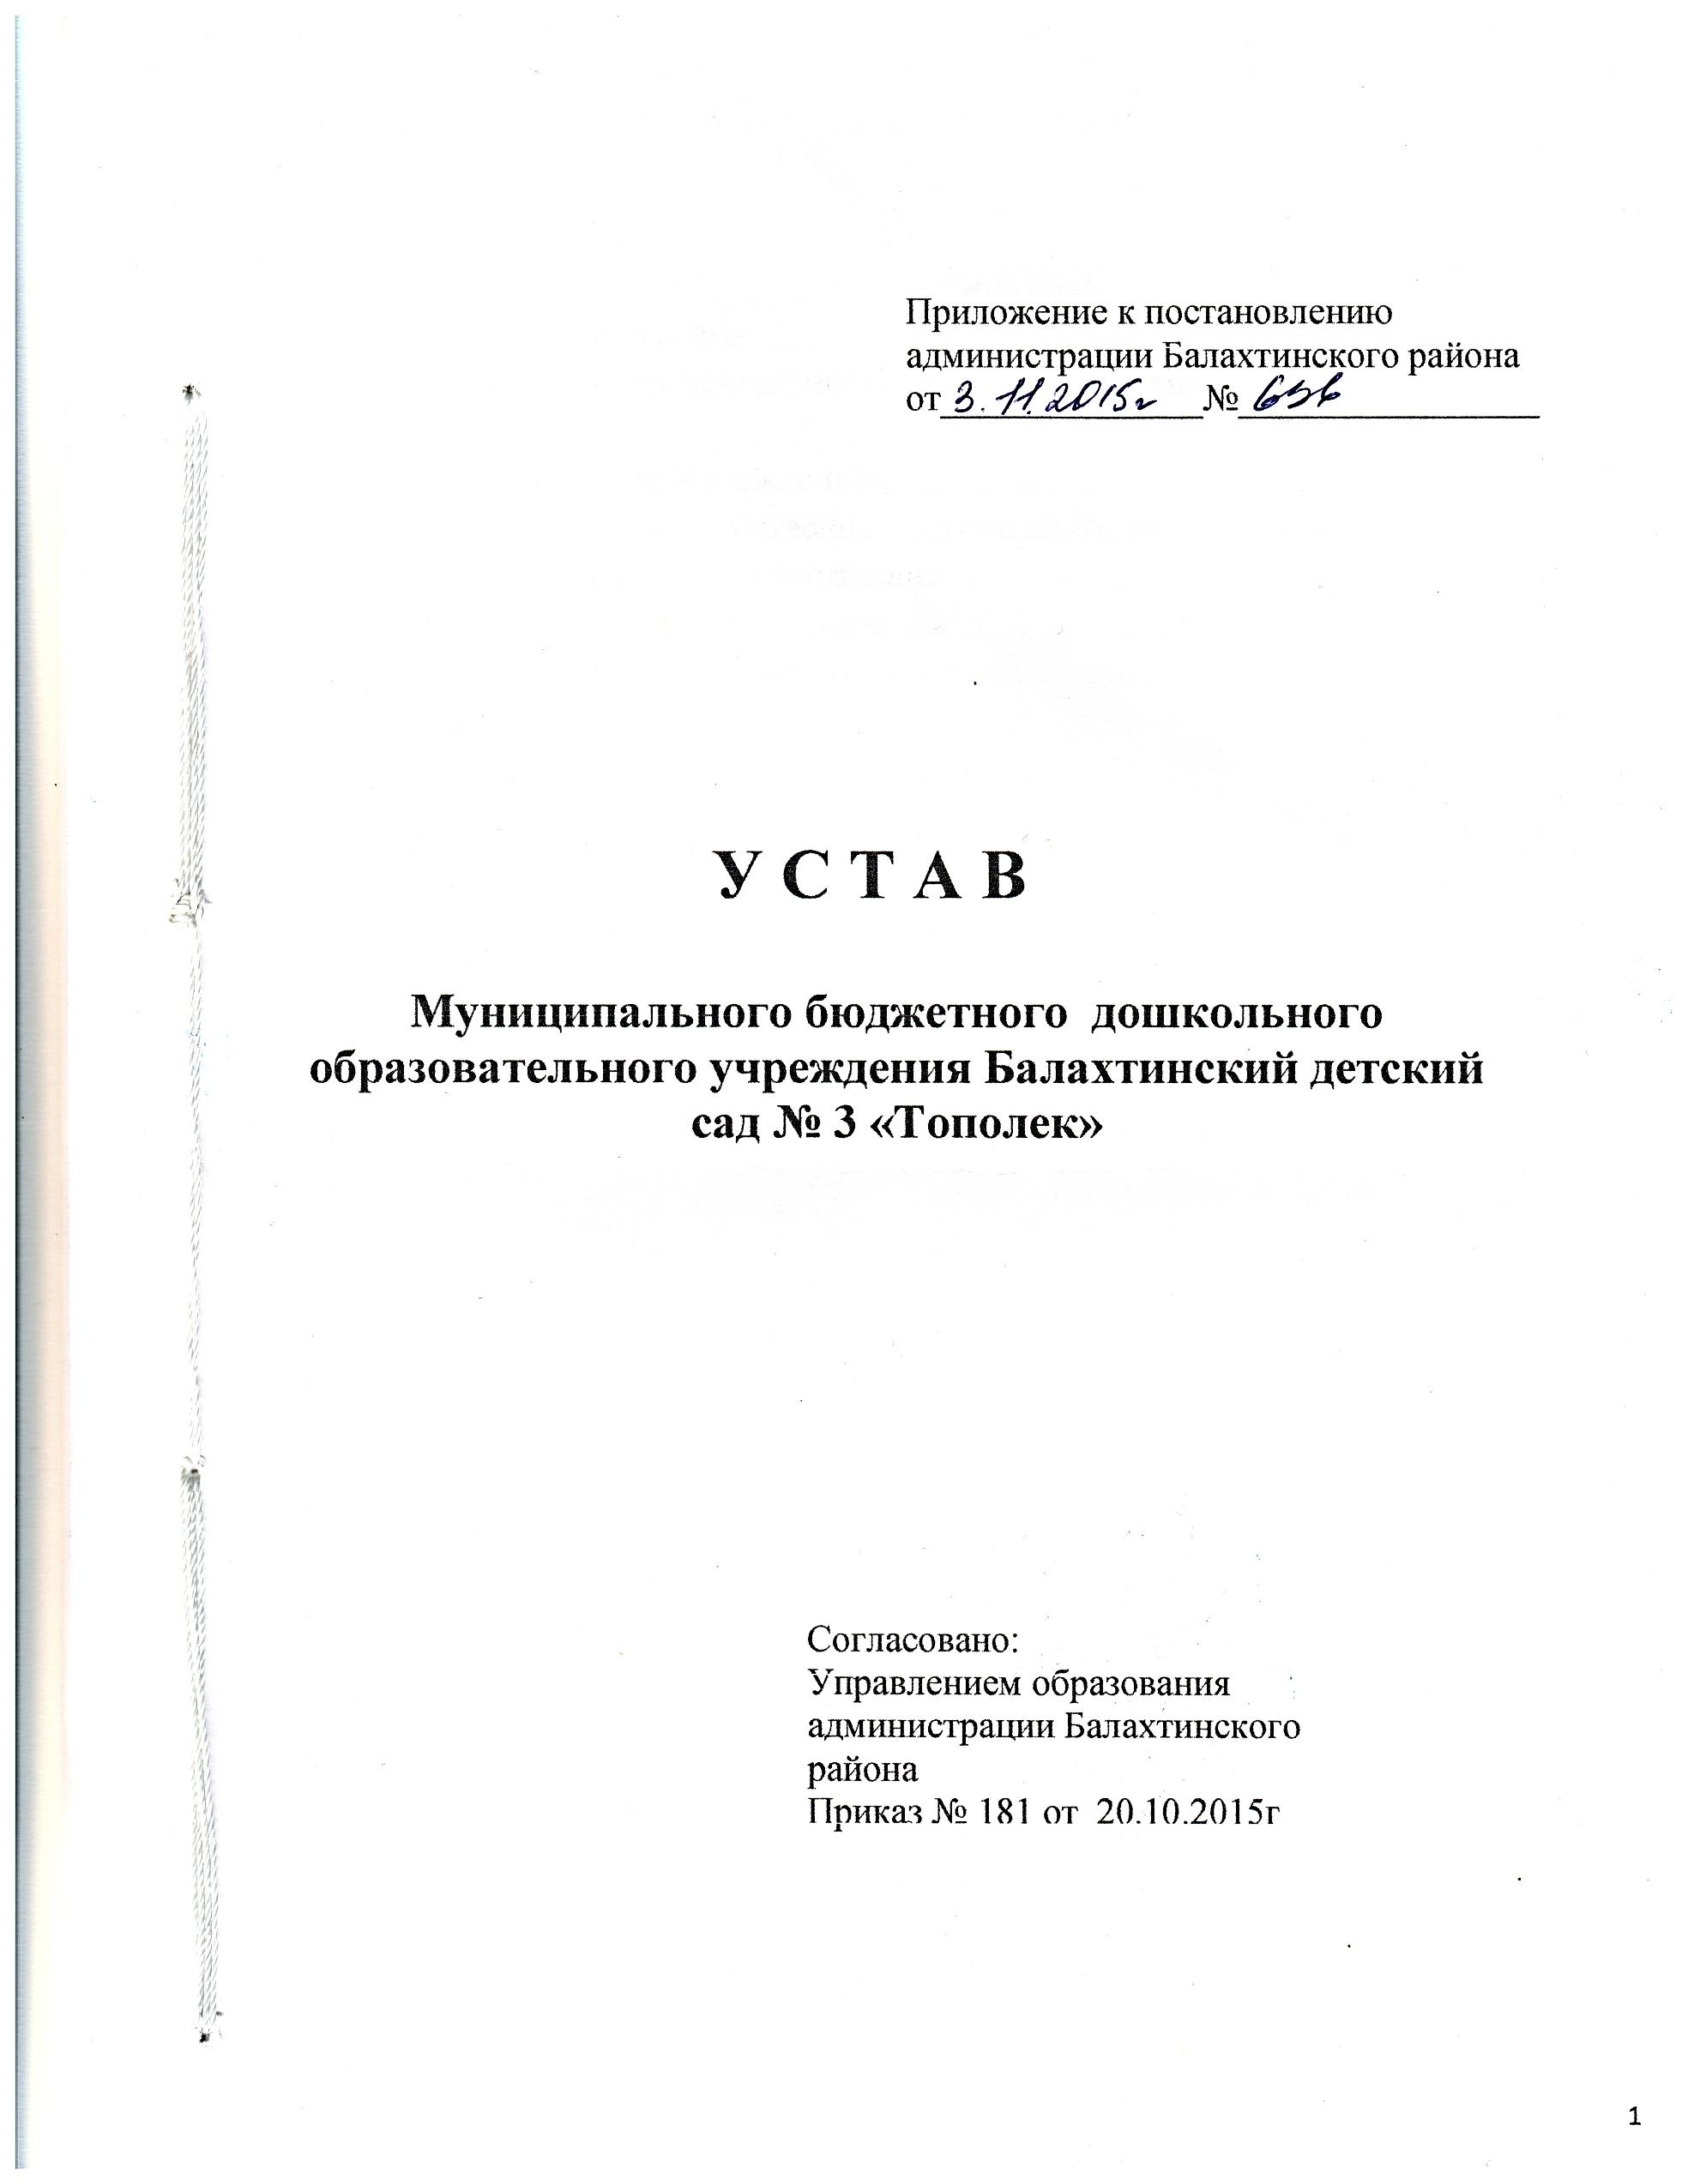 Приложение к постановлению
администрации Балахтинского района
от 3.11.2015г №
У С Т А В
Муниципального бюджетного дошкольного
образовательного учреждения Балахтинский детский
сад № 3 «Тополек»
Согласовано:
Управлением образования
администрации Балахтинского
района
Приказ № 181 от 20.10.2015г
1